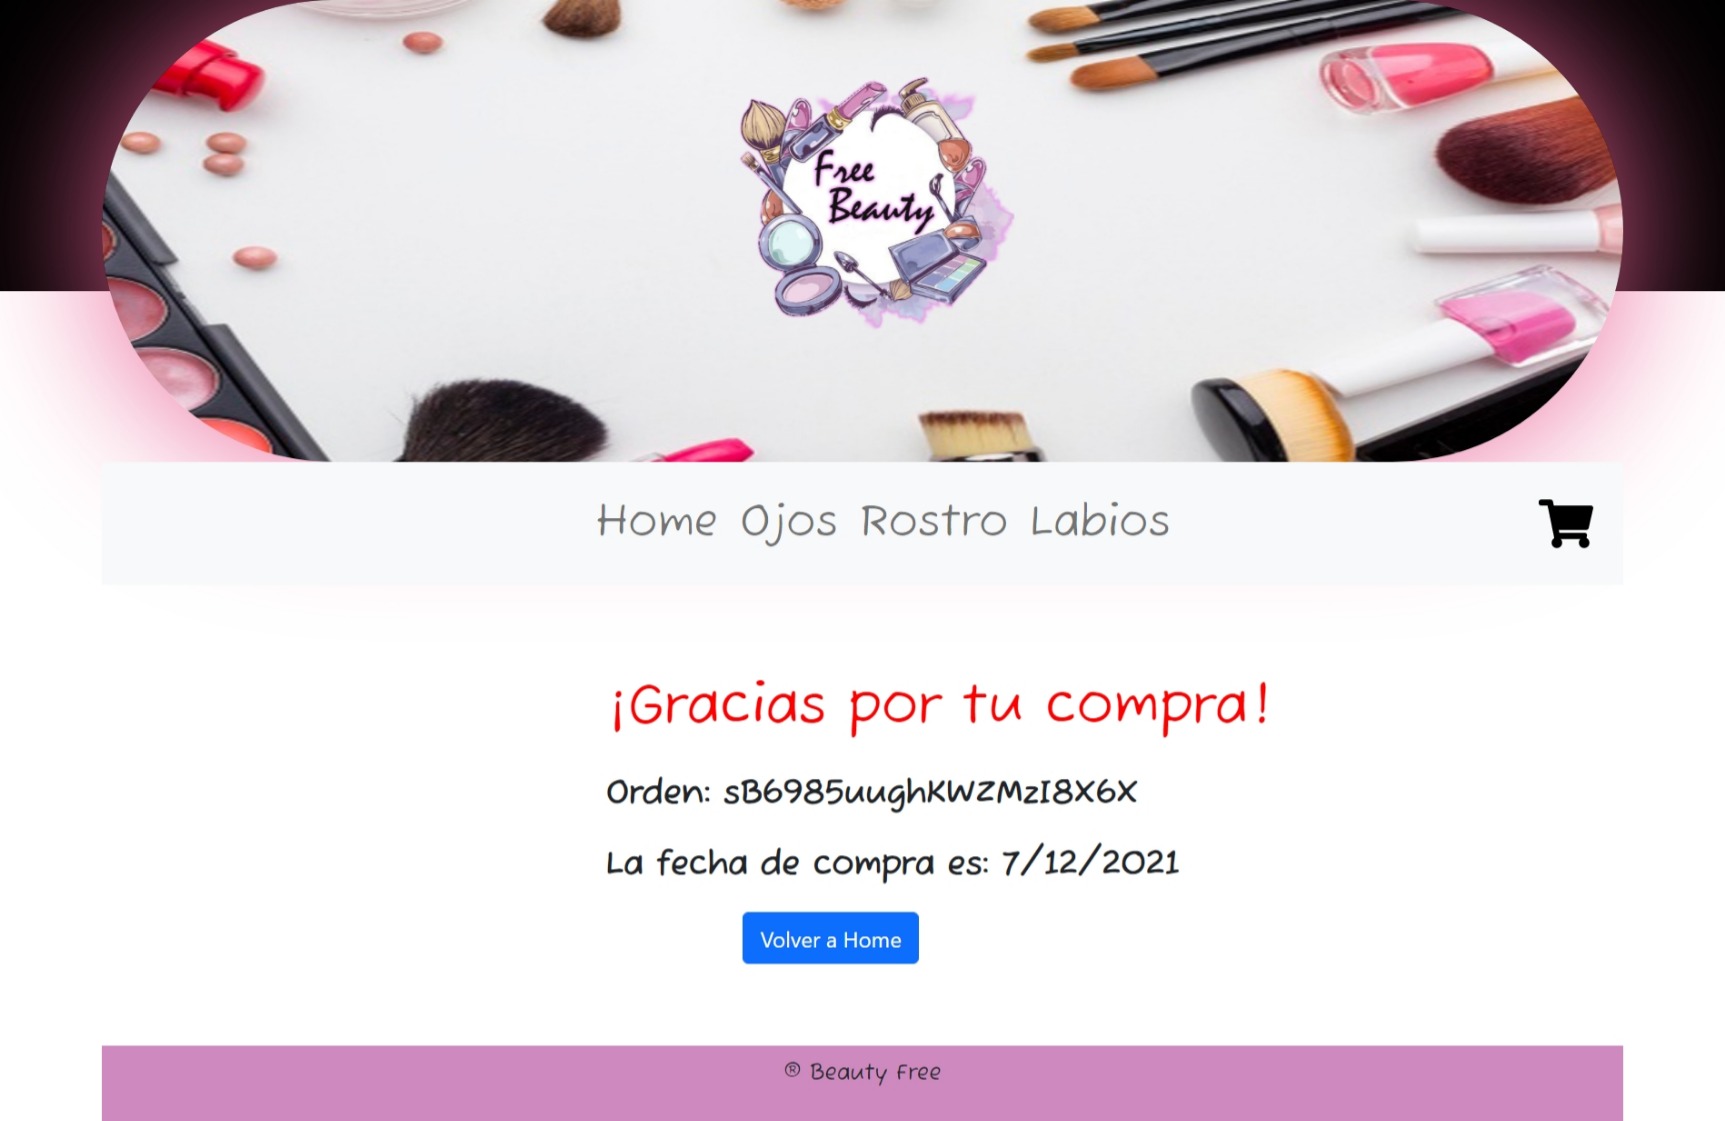 Free
Beauty
Home Ojos Rostro Labios
¡Gracias por tu compra!
Orden: sB6985uughKWZMzI8X6X
La fecha de compra es: 7/12/2021
Volver a Home
® Beauty Free